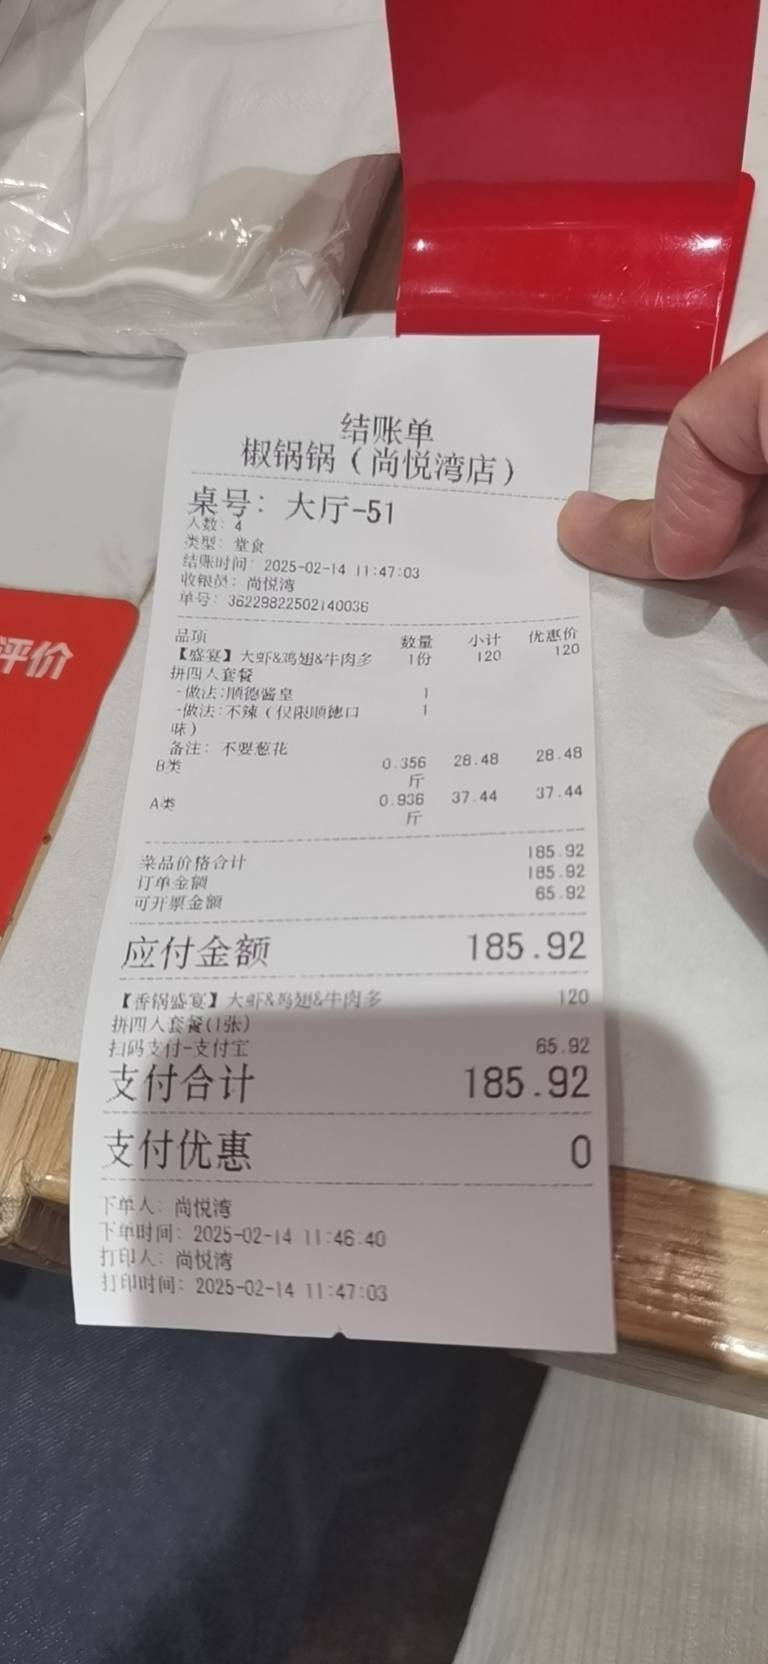 结账单
椒锅锅（尚悦湾店）
桌号：大厅-51
人数：4
类型：堂食
结账时间：2025-02-14 11:47:03
收银员：尚悦湾
单号：36229822502140036
品项 数量 小计 优惠价
【盛宴】大虾&鸡翅&牛肉多 1份 120 120
拼四人套餐
-做法:顺德酱皇 1
-做法:不辣（仅限顺德口 1
味）
备注：不要葱花
B类 0.356 28.48 28.48
斤
A类 0.936 37.44 37.44
斤
菜品价格合计 185.92
订单金额 185.92
可开票金额 65.92
应付金额 185.92
【香锅盛宴】大虾&鸡翅&牛肉多 120
拼四人套餐(1张)
扫码支付-支付宝 65.92
支付合计 185.92
支付优惠 0
下单人：尚悦湾
下单时间：2025-02-14 11:46:40
打印人：尚悦湾
打印时间：2025-02-14 11:47:03
评价